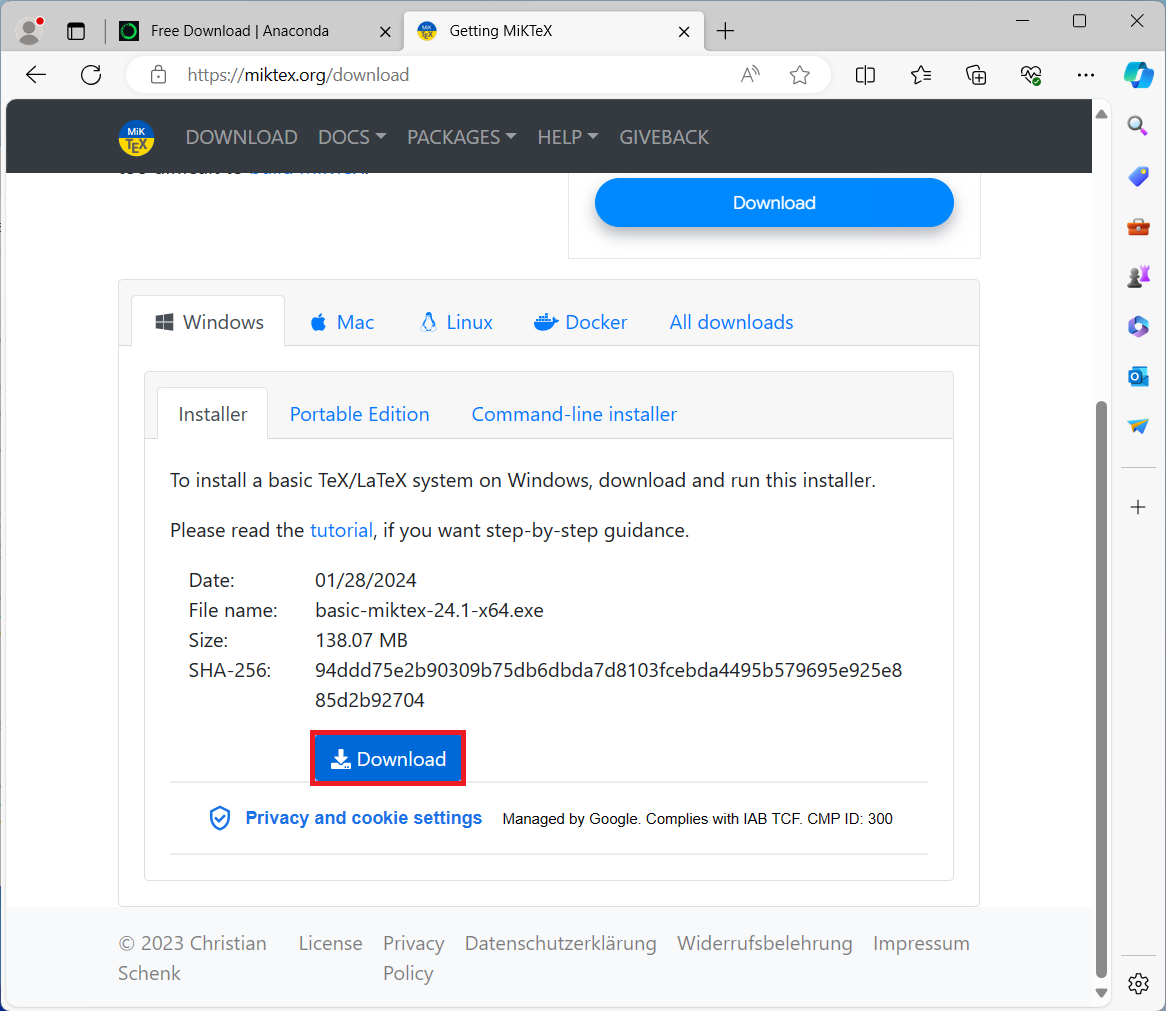 Free Download | Anaconda
Getting MiKTeX
https://miktex.org/download
MiK
TEX
DOWNLOAD DOCS PACKAGES HELP GIVEBACK
Download
Windows Mac Linux Docker All downloads
Installer Portable Edition Command-line installer
To install a basic TeX/LaTeX system on Windows, download and run this installer.
Please read the tutorial, if you want step-by-step guidance.
Date: 01/28/2024
File name: basic-miktex-24.1-x64.exe
Size: 138.07 MB
SHA-256: 94ddd75e2b90309b75db6dbda7d8103fcebda4495b579695e925e8
85d2b92704
Download
Privacy and cookie settings Managed by Google. Complies with IAB TCF. CMP ID: 300
© 2023 Christian License Privacy Datenschutzerklärung Widerrufsbelehrung Impressum
Schenk Policy